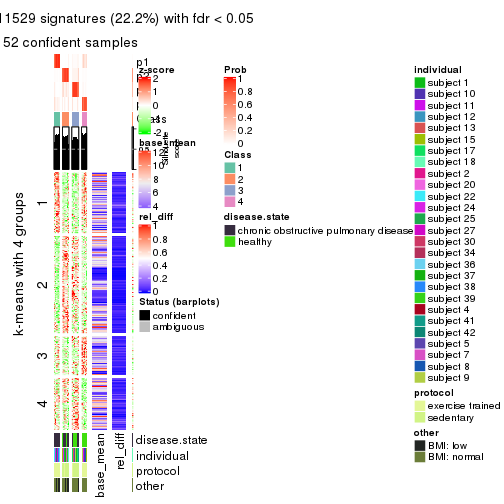 11529 signatures (22.2%) with fdr < 0.05
52 confident samples
p1
z-score
4
2
0
-2
base_mean
12
10
8
6
4
rel_diff
1
0.8
0.6
0.4
0.2
0
Status (barplots)
confident
ambiguous
Prob
1
0.8
0.6
0.4
0.2
0
Class
1
2
3
4
disease.state
chronic obstructive pulmonary disease
healthy
individual
subject 1
subject 10
subject 11
subject 12
subject 13
subject 15
subject 17
subject 18
subject 2
subject 20
subject 22
subject 24
subject 25
subject 27
subject 30
subject 34
subject 36
subject 37
subject 38
subject 39
subject 4
subject 41
subject 42
subject 5
subject 7
subject 8
subject 9
protocol
exercise trained
sedentary
other
BMI: low
BMI: normal
k-means with 4 groups
1
2
3
4
disease.state
individual
protocol
other
base_mean
rel_diff